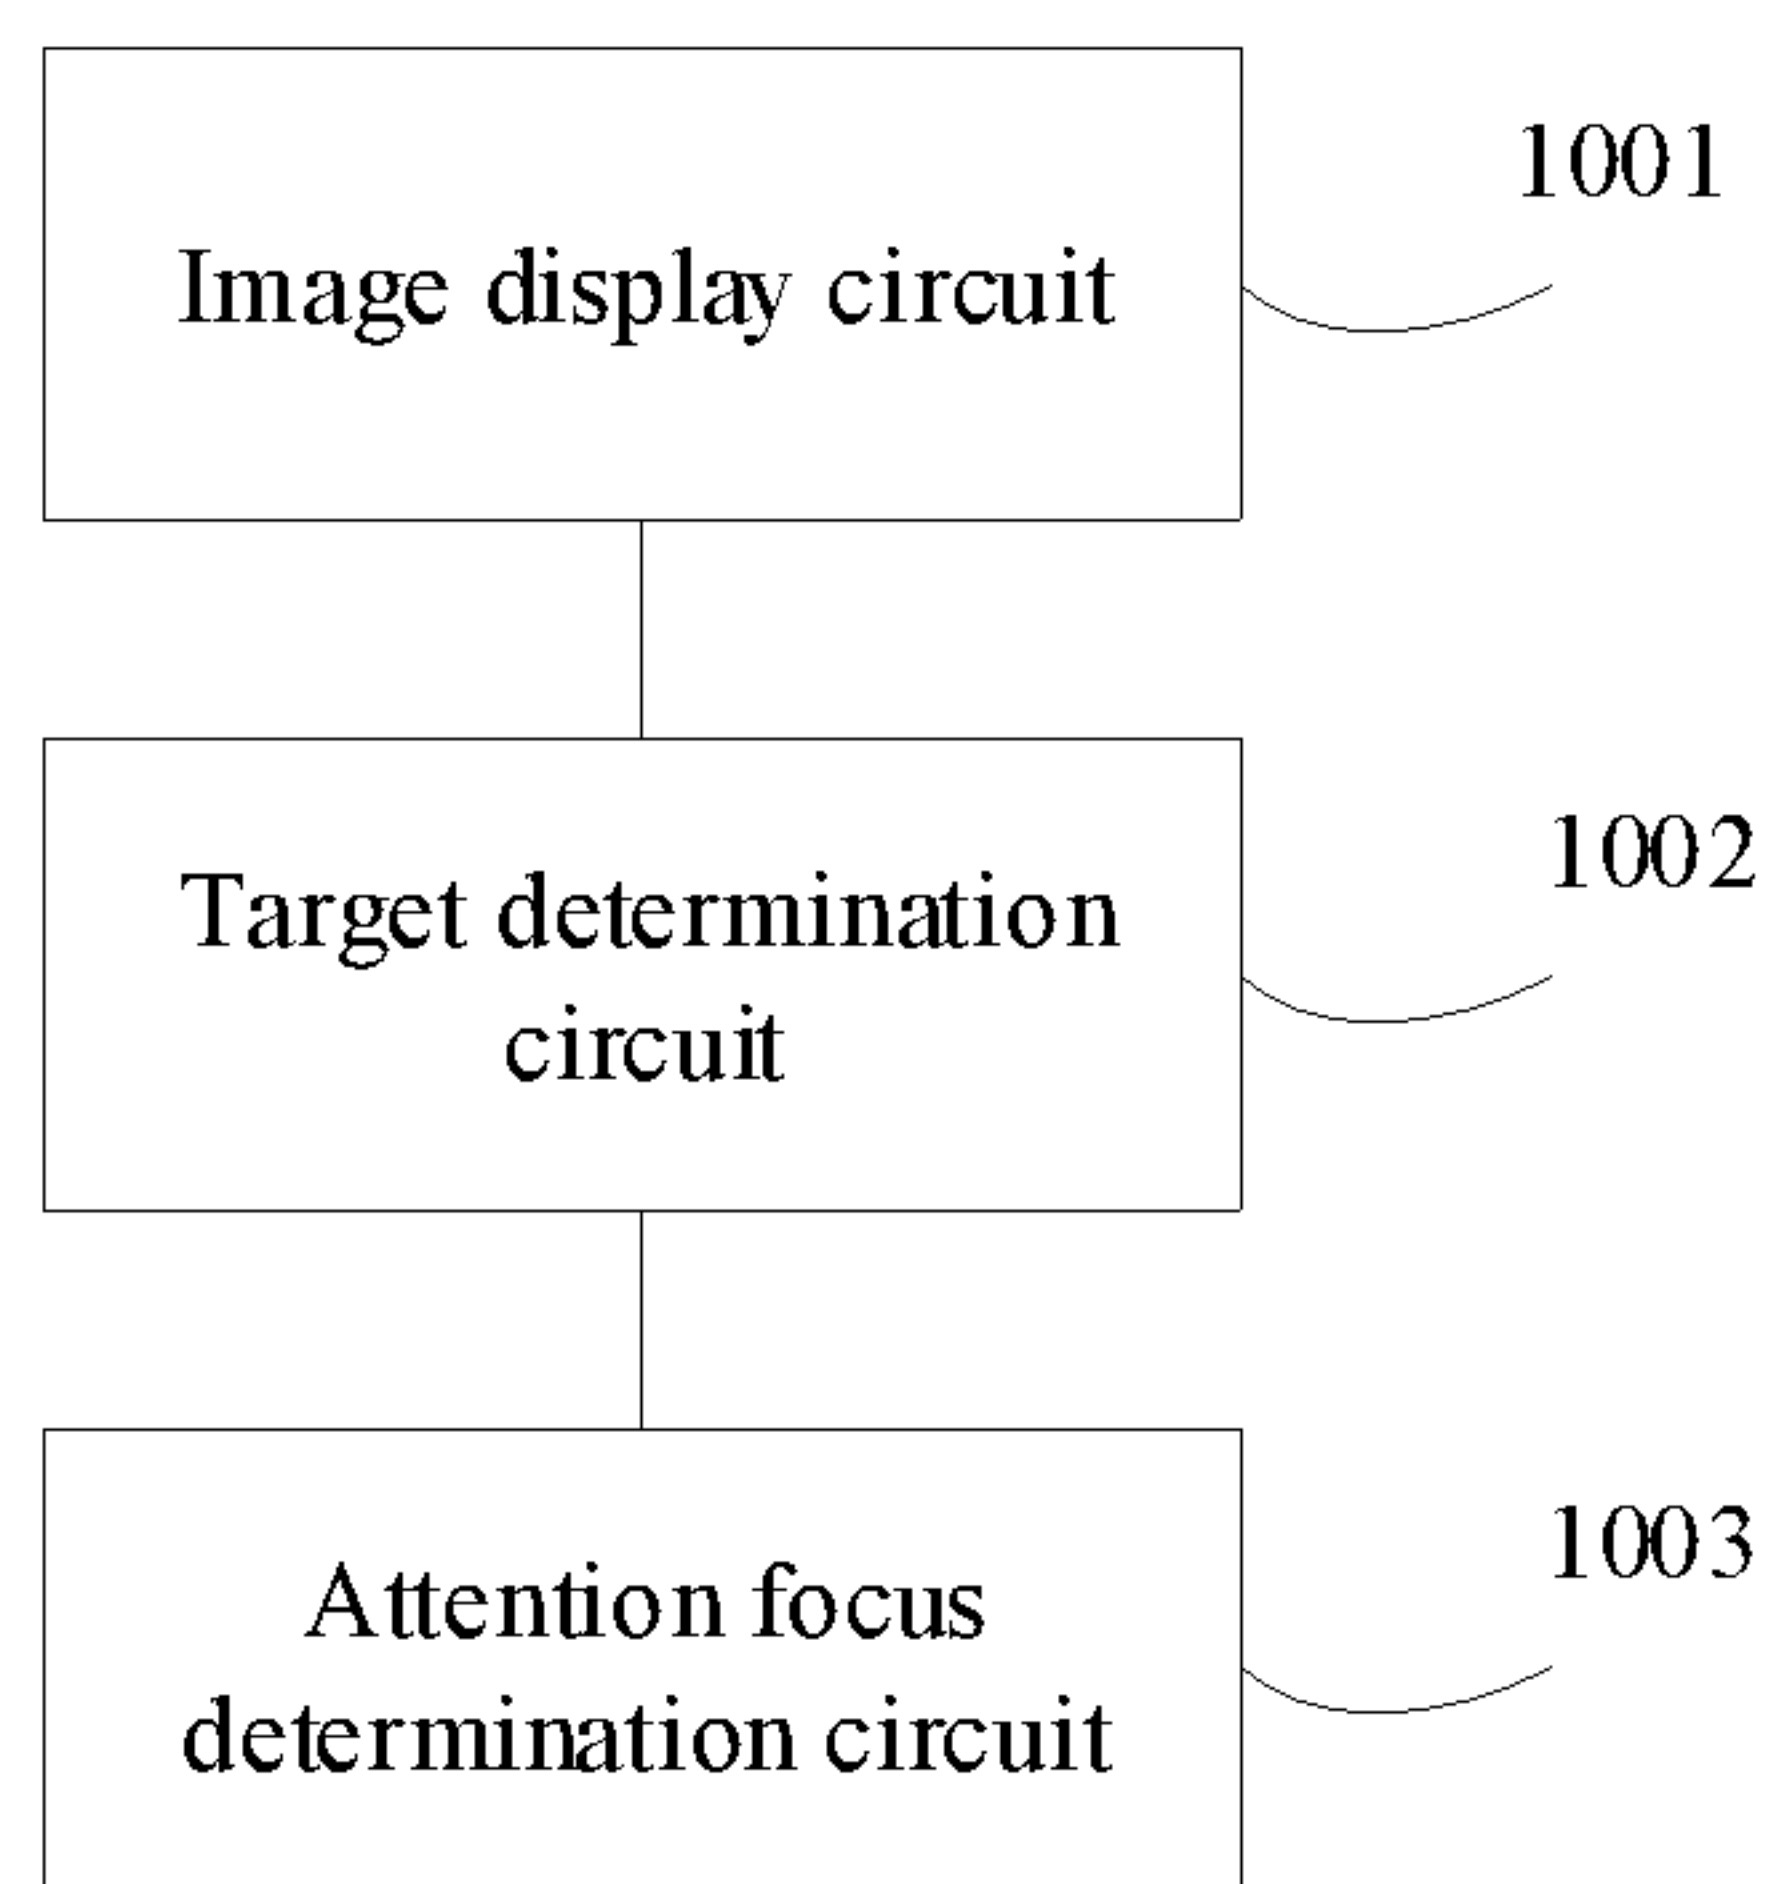 1001
Image display circuit
1002
Target determination
circuit
1003
Attention focus
determination circuit